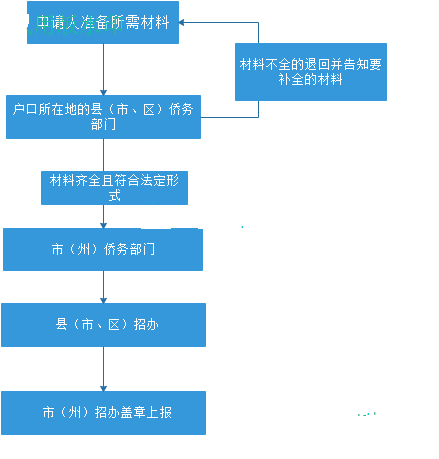 申请人准备所需材料
材料不全的退回并告知要
补全的材料
户口所在地的县（市、区）侨务
部门
材料齐全且符合法定形
式
市（州）侨务部门
县（市、区）招办
市（州）招办盖章上报